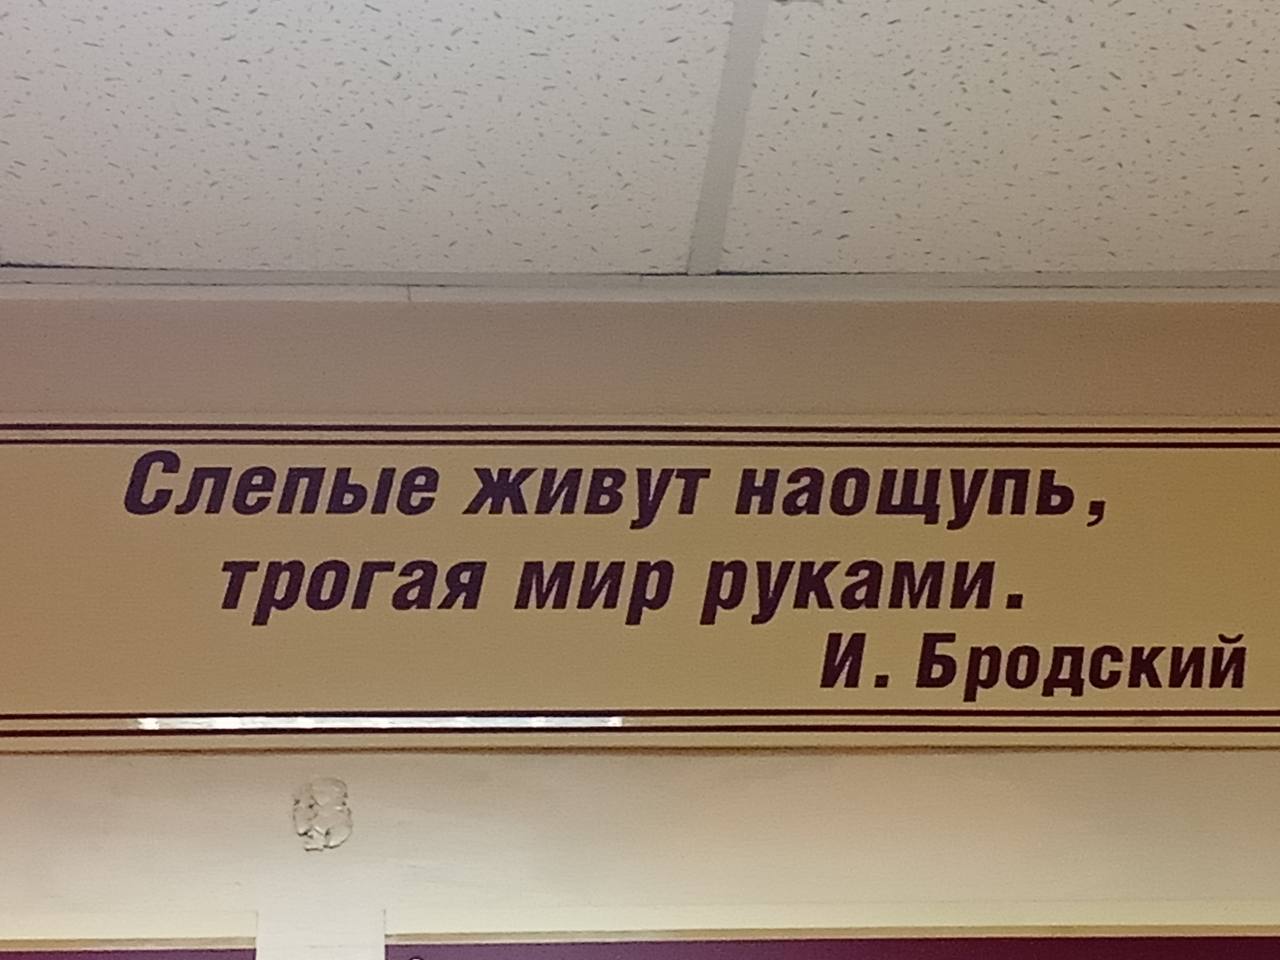 Слепые живут наощупь,
трогая мир руками.
И. Бродский